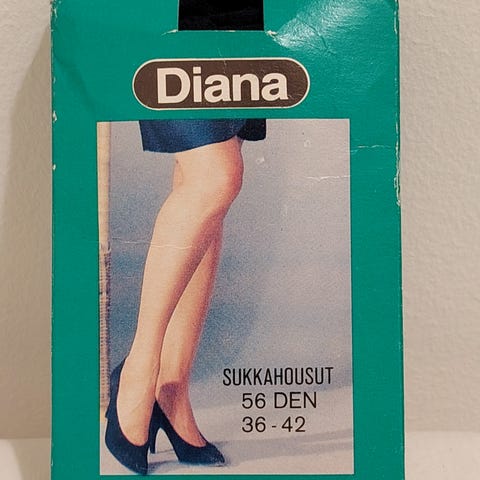 Diana
SUKKAHOUSUT
56 DEN
36 - 42